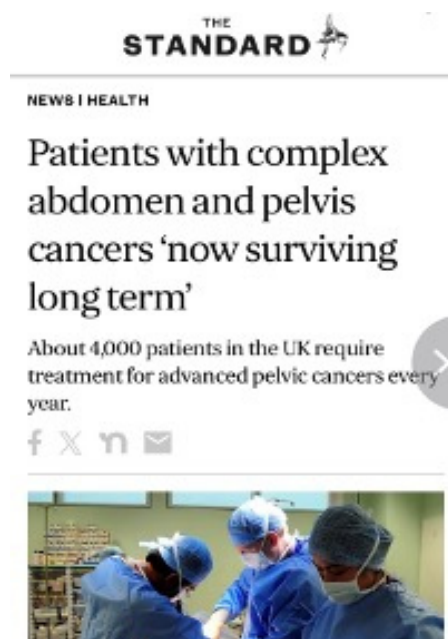 THE
STANDARD
NEWS | HEALTH
Patients with complex
abdomen and pelvis
cancers ‘now surviving
long term’
About 4,000 patients in the UK require
treatment for advanced pelvic cancers every
year.